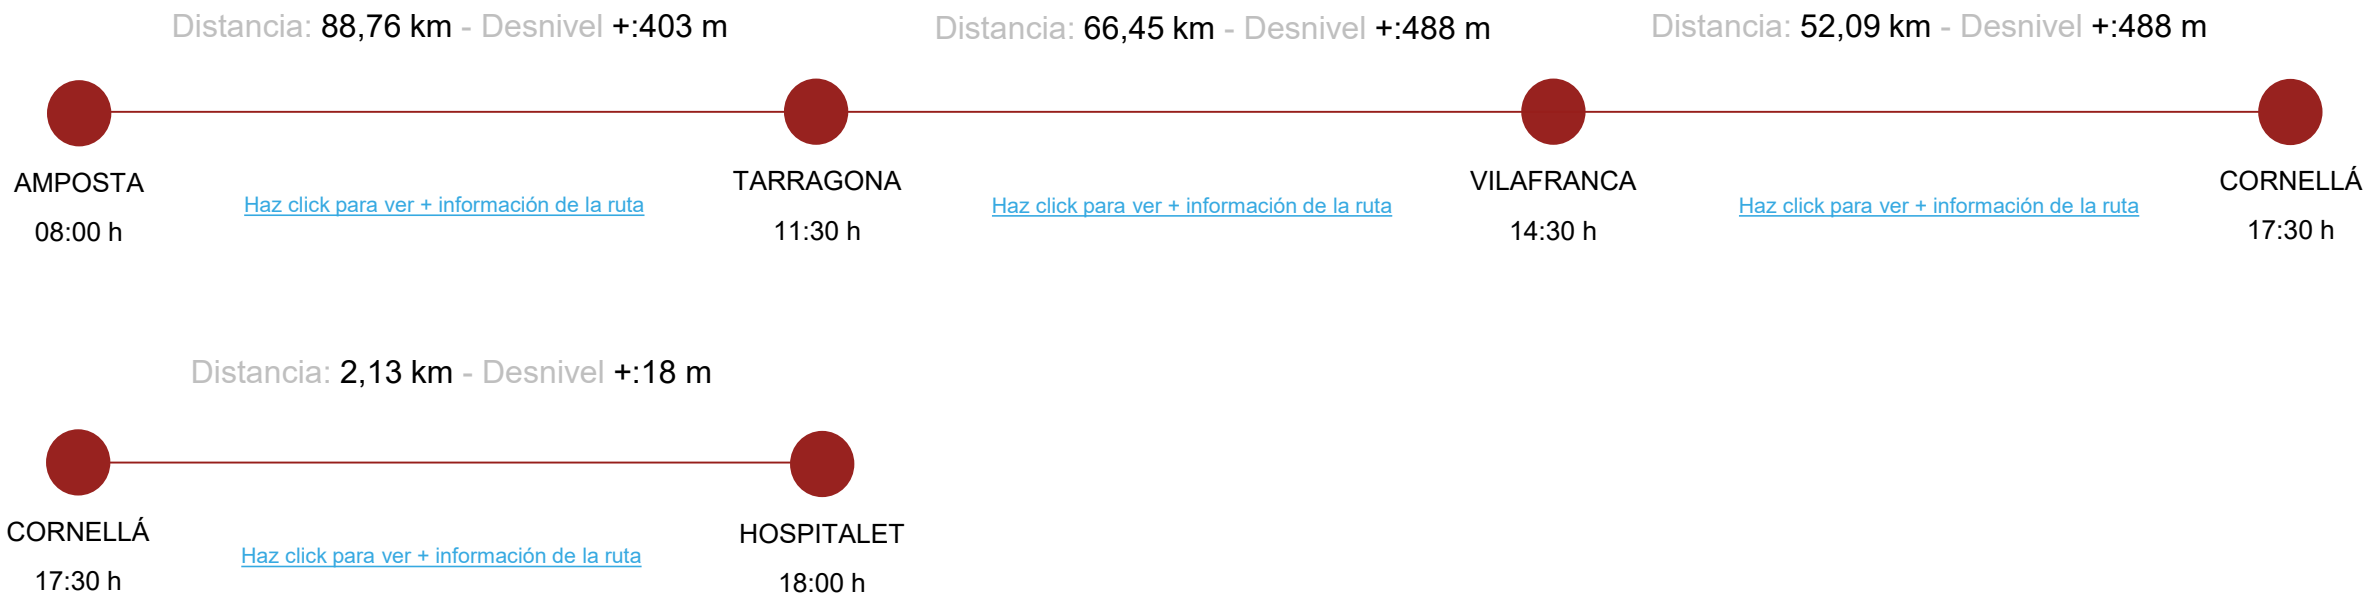 Distancia: 88,76 km - Desnivel +:403 m
Distancia: 66,45 km - Desnivel +:488 m
Distancia: 52,09 km - Desnivel +:488 m
AMPOSTA
08:00 h
Haz click para ver + información de la ruta
TARRAGONA
11:30 h
Haz click para ver + información de la ruta
VILAFRANCA
14:30 h
Haz click para ver + información de la ruta
CORNELLÁ
17:30 h
Distancia: 2,13 km - Desnivel +:18 m
CORNELLÁ
17:30 h
Haz click para ver + información de la ruta
HOSPITALET
18:00 h